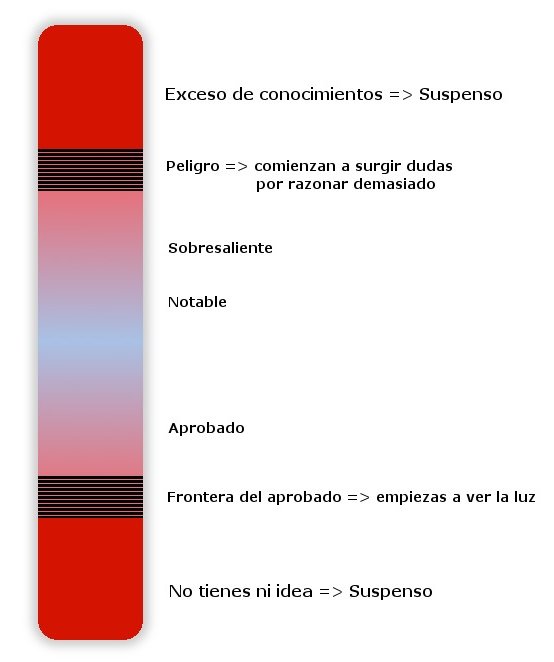 Exceso de conocimientos => Suspenso
Peligro => comienzan a surgir dudas
por razonar demasiado
Sobresaliente
Notable
Aprobado
Frontera del aprobado => empiezas a ver la luz
No tienes ni idea => Suspenso